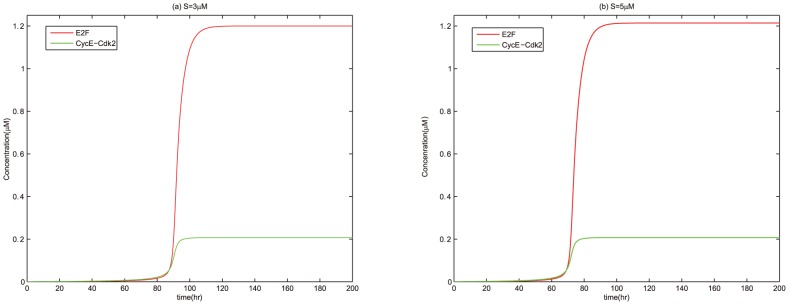 (a) S=3μM
E2F
CycE−Cdk2
Concentration(μM)
1.2
1
0.8
0.6
0.4
0.2
0
0 20 40 60 80 100 120 140 160 180 200
time(hr)
(b) S=5μM
E2F
CycE−Cdk2
Concenration(μM)
1.2
1
0.8
0.6
0.4
0.2
0
0 20 40 60 80 100 120 140 160 180 200
time(hr)